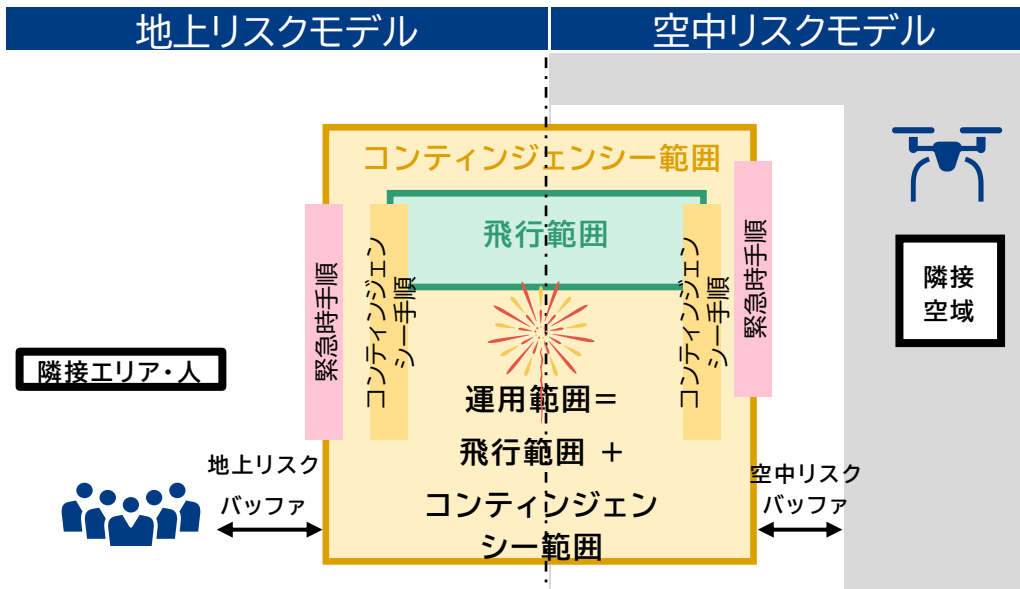 地上リスクモデル
空中リスクモデル
コンティンジェンシー範囲
飛行範囲
緊急時手順
コンティンジェン
シー手順
コンティンジェン
シー手順
緊急時手順
隣接
空域
隣接エリア・人
運用範囲=
飛行範囲 +
コンティンジェン
シー範囲
地上リスク
バッファ
空中リスク
バッファ